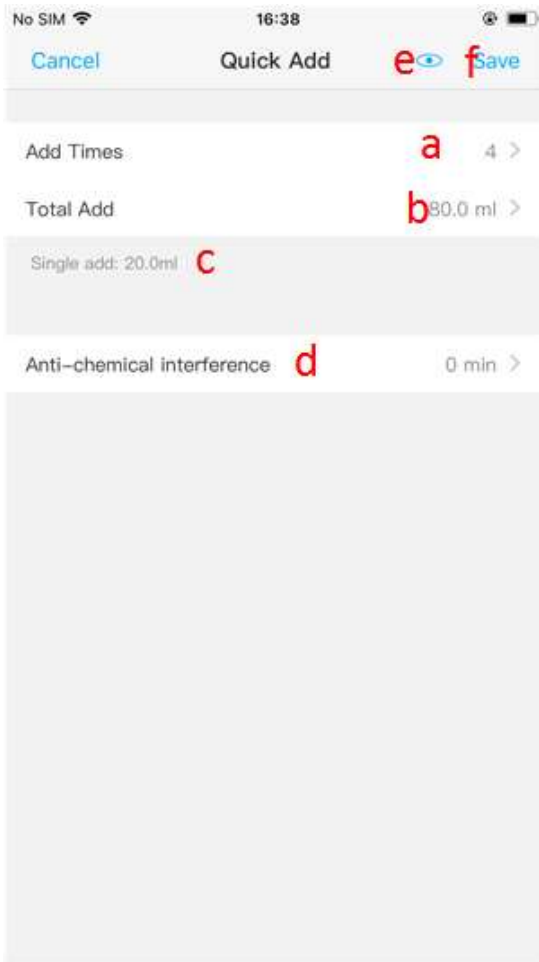 No SIM 16:38
Cancel Quick Add e f Save
Add Times a 4 >
Total Add b 80.0 ml >
Single add: 20.0ml c
Anti-chemical interference d 0 min >